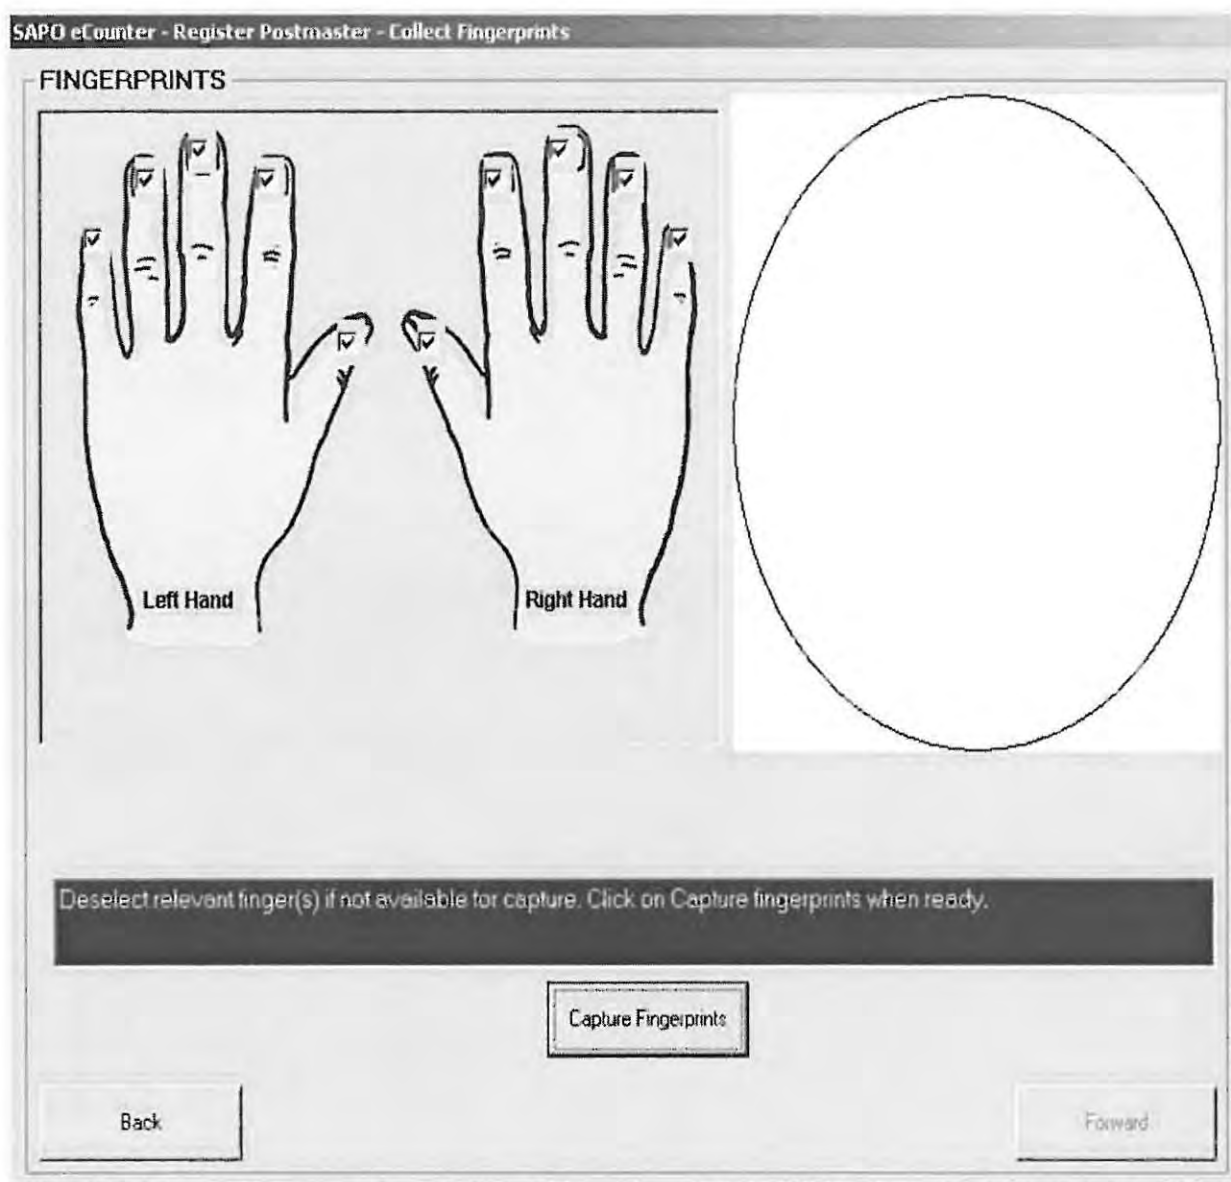 SAPO eCounter - Register Postmaster - Collect Fingerprints
FINGERPRINTS
Left Hand
Right Hand
Deselect relevant finger(s) if not available for capture. Click on Capture fingerprints when ready.
Capture Fingerprints
Back
Forward